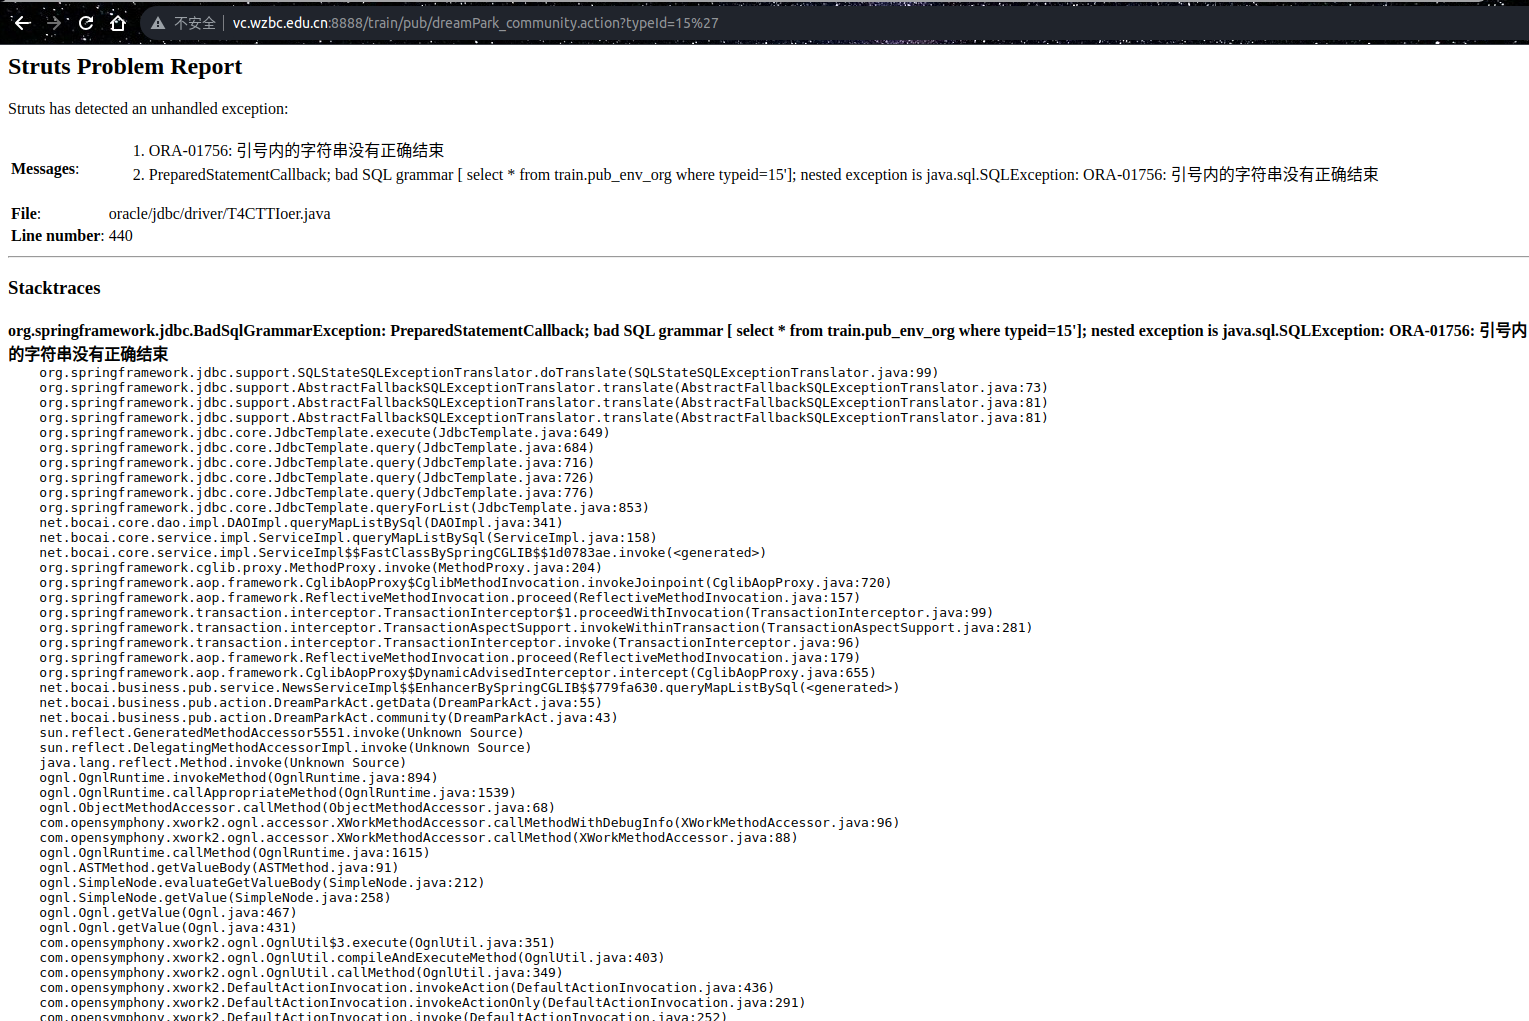 不安全 vc.wzbc.edu.cn:8888/train/pub/dreamPark_community.action?typeId=15%27
Struts Problem Report
Struts has detected an unhandled exception:
Messages:
1. ORA-01756: 引号内的字符串没有正确结束
2. PreparedStatementCallback; bad SQL grammar [ select * from train.pub_env_org where typeid=15']; nested exception is java.sql.SQLException: ORA-01756: 引号内的字符串没有正确结束
File: oracle/jdbc/driver/T4CTTIoer.java
Line number: 440
Stacktraces
org.springframework.jdbc.BadSqlGrammarException: PreparedStatementCallback; bad SQL grammar [ select * from train.pub_env_org where typeid=15']; nested exception is java.sql.SQLException: ORA-01756: 引号内
的字符串没有正确结束
org.springframework.jdbc.support.SQLStateSQLExceptionTranslator.doTranslate(SQLStateSQLExceptionTranslator.java:99)
org.springframework.jdbc.support.AbstractFallbackSQLExceptionTranslator.translate(AbstractFallbackSQLExceptionTranslator.java:73)
org.springframework.jdbc.support.AbstractFallbackSQLExceptionTranslator.translate(AbstractFallbackSQLExceptionTranslator.java:81)
org.springframework.jdbc.support.AbstractFallbackSQLExceptionTranslator.translate(AbstractFallbackSQLExceptionTranslator.java:81)
org.springframework.jdbc.core.JdbcTemplate.execute(JdbcTemplate.java:649)
org.springframework.jdbc.core.JdbcTemplate.query(JdbcTemplate.java:684)
org.springframework.jdbc.core.JdbcTemplate.query(JdbcTemplate.java:716)
org.springframework.jdbc.core.JdbcTemplate.query(JdbcTemplate.java:726)
org.springframework.jdbc.core.JdbcTemplate.query(JdbcTemplate.java:776)
org.springframework.jdbc.core.JdbcTemplate.queryForList(JdbcTemplate.java:853)
net.bocai.core.dao.impl.DAOImpl.queryMapListBySql(DAOImpl.java:341)
net.bocai.core.service.impl.ServiceImpl.queryMapListBySql(ServiceImpl.java:158)
net.bocai.core.service.impl.ServiceImpl$$FastClassBySpringCGLIB$$1d0783ae.invoke(<generated>)
org.springframework.cglib.proxy.MethodProxy.invoke(MethodProxy.java:204)
org.springframework.aop.framework.CglibAopProxy$CglibMethodInvocation.invokeJoinpoint(CglibAopProxy.java:720)
org.springframework.aop.framework.ReflectiveMethodInvocation.proceed(ReflectiveMethodInvocation.java:157)
org.springframework.transaction.interceptor.TransactionInterceptor$1.proceedWithInvocation(TransactionInterceptor.java:99)
org.springframework.transaction.interceptor.TransactionAspectSupport.invokeWithinTransaction(TransactionAspectSupport.java:281)
org.springframework.transaction.interceptor.TransactionInterceptor.invoke(TransactionInterceptor.java:96)
org.springframework.aop.framework.ReflectiveMethodInvocation.proceed(ReflectiveMethodInvocation.java:179)
org.springframework.aop.framework.CglibAopProxy$DynamicAdvisedInterceptor.intercept(CglibAopProxy.java:655)
net.bocai.business.pub.service.NewsServiceImpl$$EnhancerBySpringCGLIB$$779fa630.queryMapListBySql(<generated>)
net.bocai.business.pub.action.DreamParkAct.getData(DreamParkAct.java:55)
net.bocai.business.pub.action.DreamParkAct.community(DreamParkAct.java:43)
sun.reflect.GeneratedMethodAccessor5551.invoke(Unknown Source)
sun.reflect.DelegatingMethodAccessorImpl.invoke(Unknown Source)
java.lang.reflect.Method.invoke(Unknown Source)
ognl.OgnlRuntime.invokeMethod(OgnlRuntime.java:894)
ognl.OgnlRuntime.callAppropriateMethod(OgnlRuntime.java:1539)
ognl.ObjectMethodAccessor.callMethod(ObjectMethodAccessor.java:68)
com.opensymphony.xwork2.ognl.accessor.XWorkMethodAccessor.callMethodWithDebugInfo(XWorkMethodAccessor.java:96)
com.opensymphony.xwork2.ognl.accessor.XWorkMethodAccessor.callMethod(XWorkMethodAccessor.java:88)
ognl.OgnlRuntime.callMethod(OgnlRuntime.java:1615)
ognl.ASTMethod.getValueBody(ASTMethod.java:91)
ognl.SimpleNode.evaluateGetValueBody(SimpleNode.java:212)
ognl.SimpleNode.getValue(SimpleNode.java:258)
ognl.Ognl.getValue(Ognl.java:467)
ognl.Ognl.getValue(Ognl.java:431)
com.opensymphony.xwork2.ognl.OgnlUtil$3.execute(OgnlUtil.java:351)
com.opensymphony.xwork2.ognl.OgnlUtil.compileAndExecuteMethod(OgnlUtil.java:403)
com.opensymphony.xwork2.ognl.OgnlUtil.callMethod(OgnlUtil.java:349)
com.opensymphony.xwork2.DefaultActionInvocation.invokeAction(DefaultActionInvocation.java:436)
com.opensymphony.xwork2.DefaultActionInvocation.invokeActionOnly(DefaultActionInvocation.java:291)
com.opensymphony.xwork2.DefaultActionInvocation.invoke(DefaultActionInvocation.java:252)